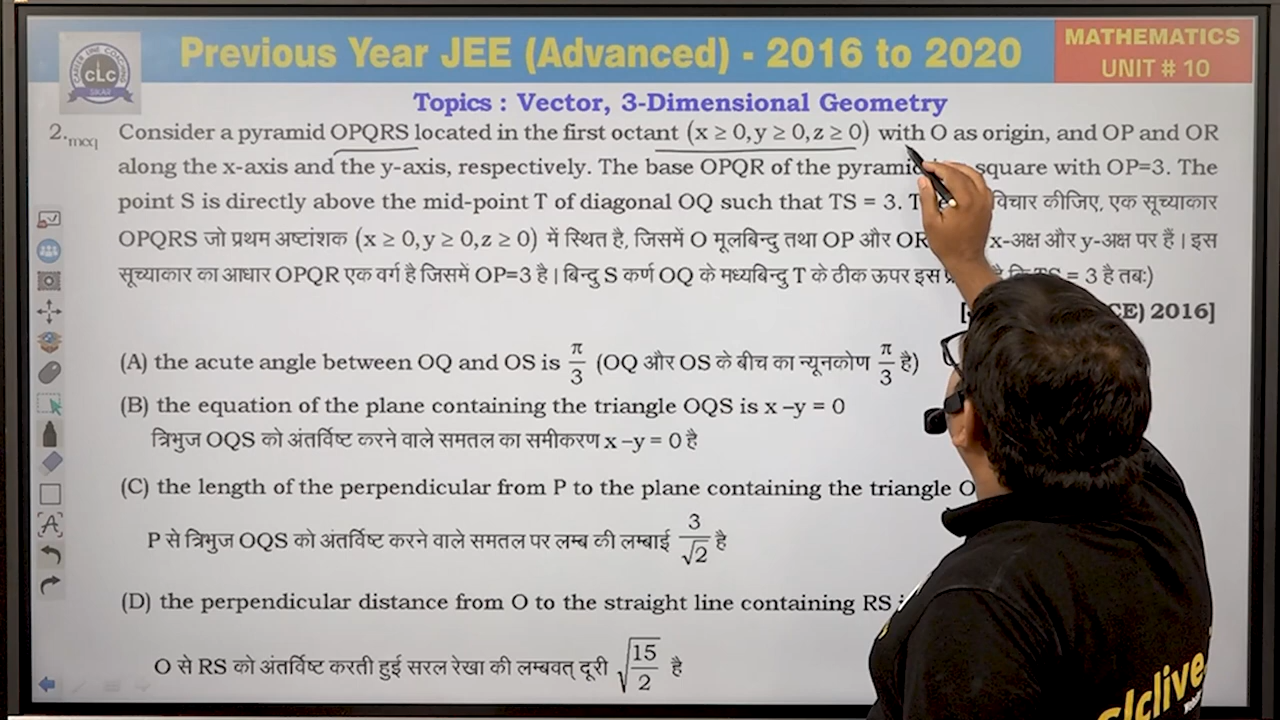 Previous Year JEE (Advanced) - 2016 to 2020
MATHEMATICS
UNIT # 10
CLC
SIKAR
Topics : Vector, 3-Dimensional Geometry
2. mcq Consider a pyramid OPQRS located in the first octant (x ≥ 0, y ≥ 0, z ≥ 0) with O as origin, and OP and OR
along the x-axis and the y-axis, respectively. The base OPQR of the pyramid square with OP=3. The
point S is directly above the mid-point T of diagonal OQ such that TS = 3. विचार कीजिए, एक सूच्याकार
OPQRS जो प्रथम अष्टांशक (x ≥ 0, y ≥ 0, z ≥ 0) में स्थित है, जिसमें O मूलबिन्दु तथा OP और OR x-अक्ष और y-अक्ष पर हैं। इस
सूच्याकार का आधार OPQR एक वर्ग है जिसमें OP=3 है। बिन्दु S कर्ण OQ के मध्यबिन्दु T के ठीक ऊपर इस TS = 3 है तब:)
CE) 2016]
(A) the acute angle between OQ and OS is π/3 (OQ और OS के बीच का न्यूनकोण π/3 है)
(B) the equation of the plane containing the triangle OQS is x –y = 0
त्रिभुज OQS को अंतर्विष्ट करने वाले समतल का समीकरण x –y = 0 है
(C) the length of the perpendicular from P to the plane containing the triangle O
P से त्रिभुज OQS को अंतर्विष्ट करने वाले समतल पर लम्ब की लम्बाई 3/√2 है
(D) the perpendicular distance from O to the straight line containing RS
O से RS को अंतर्विष्ट करती हुई सरल रेखा की लम्बवत् दूरी √(15/2) है
clclive.